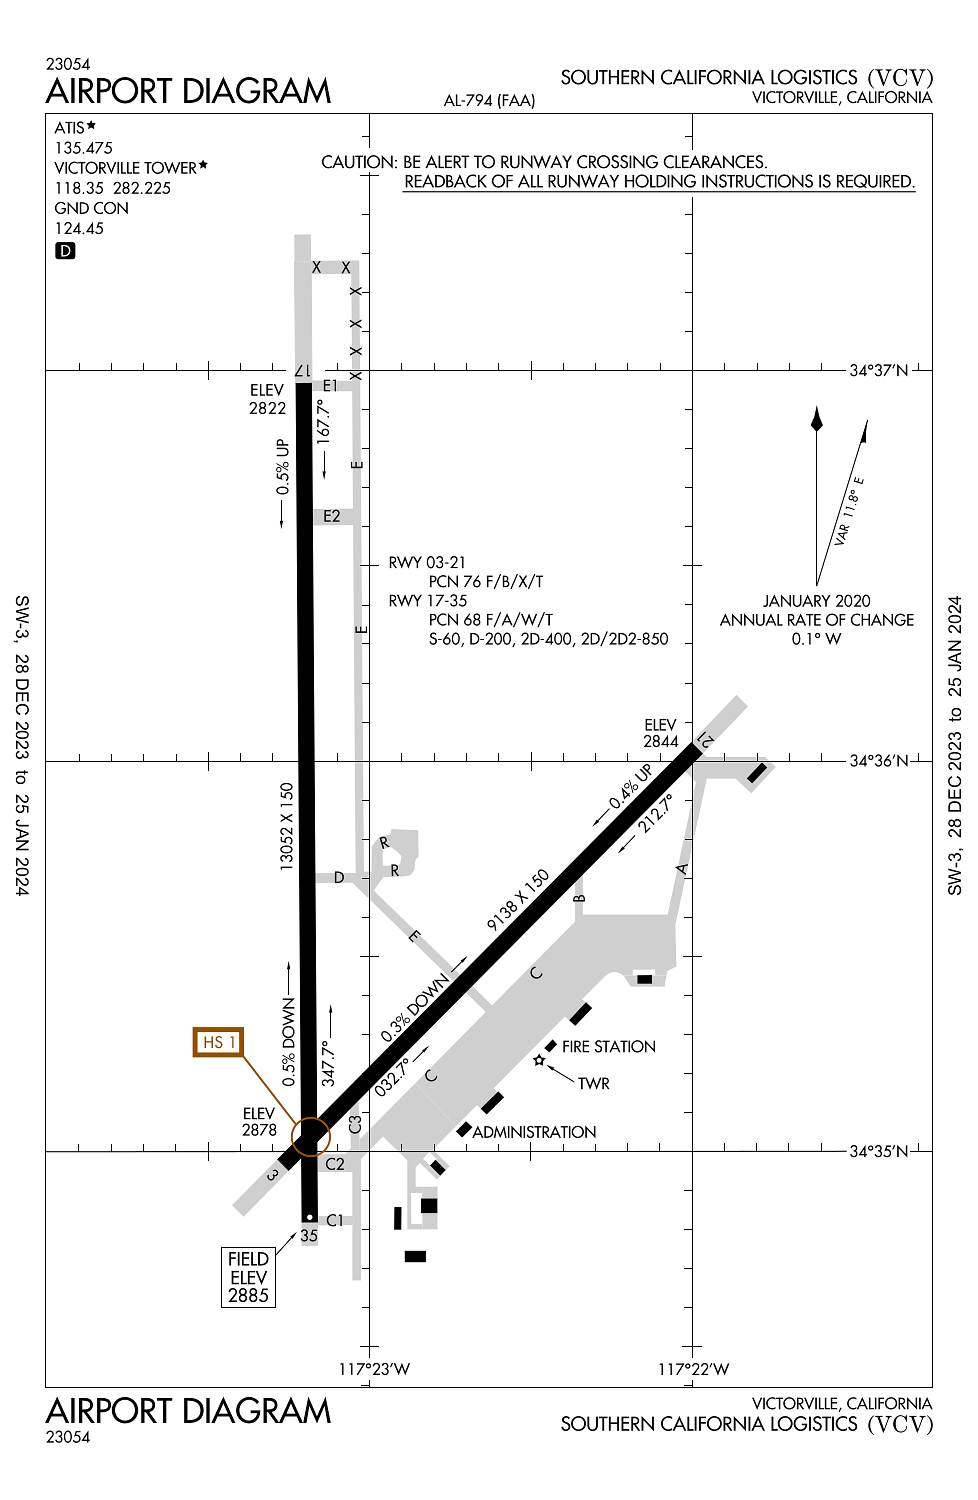 23054
AIRPORT DIAGRAM
AL-794 (FAA)
SOUTHERN CALIFORNIA LOGISTICS (VCV)
VICTORVILLE, CALIFORNIA
ATIS★
135.475
VICTORVILLE TOWER★
118.35 282.225
GND CON
124.45
D
CAUTION: BE ALERT TO RUNWAY CROSSING CLEARANCES.
READBACK OF ALL RUNWAY HOLDING INSTRUCTIONS IS REQUIRED.
X X
X
X
X
X
17
34°37'N
ELEV
2822
E1
167.7°
0.5% UP
E
E2
VAR 11.8° E
RWY 03-21
PCN 76 F/B/X/T
RWY 17-35
PCN 68 F/A/W/T
S-60, D-200, 2D-400, 2D/2D2-850
JANUARY 2020
ANNUAL RATE OF CHANGE
0.1° W
E
SW-3, 28 DEC 2023 to 25 JAN 2024
SW-3, 28 DEC 2023 to 25 JAN 2024
ELEV
2844
21
34°36'N
0.4% UP
212.7°
13052 X 150
R
R
D
A
B
9138 X 150
E
C
0.5% DOWN
347.7°
0.3% DOWN
032.7°
C
HS 1
FIRE STATION
TWR
ELEV
2878
C3
ADMINISTRATION
34°35'N
3
C2
C1
35
FIELD
ELEV
2885
117°23'W
117°22'W
AIRPORT DIAGRAM
23054
VICTORVILLE, CALIFORNIA
SOUTHERN CALIFORNIA LOGISTICS (VCV)